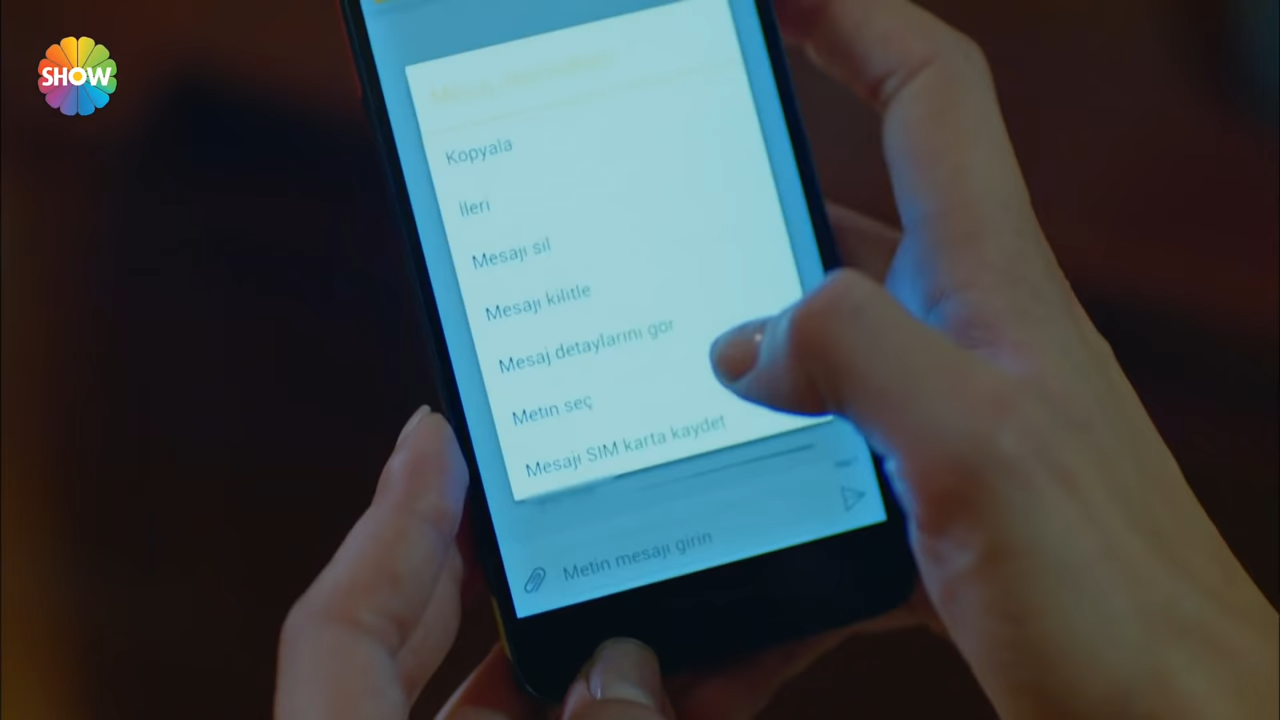 SHOW
Kopyala
İleri
Mesajı sil
Mesajı kilitle
Mesaj detaylarını gör
Metin seç
Mesajı SIM karta kaydet
Metin mesajı girin